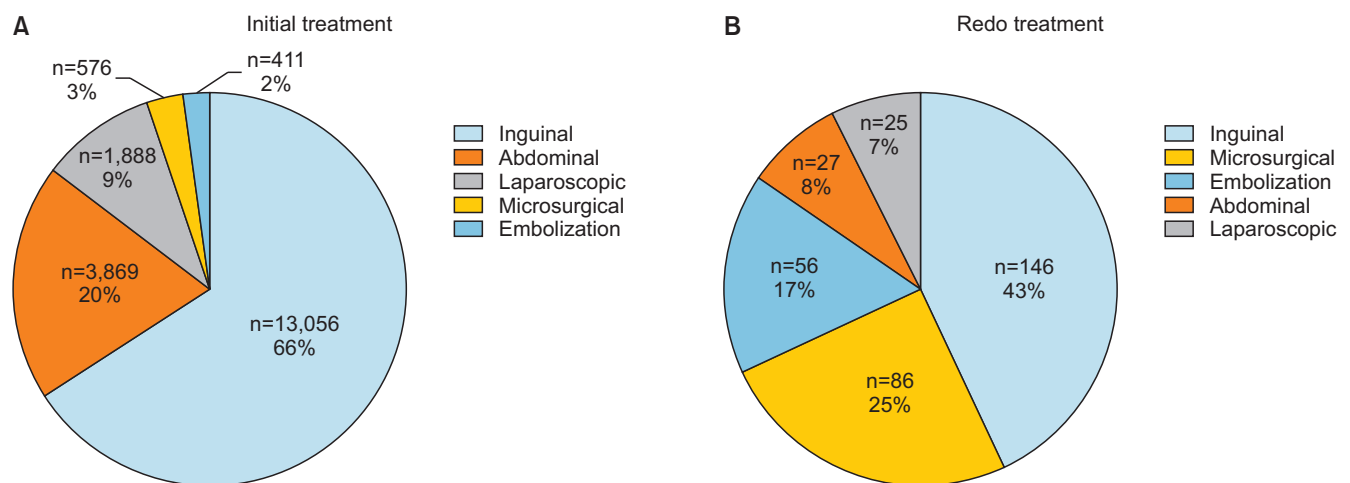 A
Initial treatment
n=576
3%
n=411
2%
n=1,888
9%
n=3,869
20%
n=13,056
66%
Inguinal
Abdominal
Laparoscopic
Microsurgical
Embolization
B
Redo treatment
n=25
7%
n=27
8%
n=56
17%
n=146
43%
n=86
25%
Inguinal
Microsurgical
Embolization
Abdominal
Laparoscopic